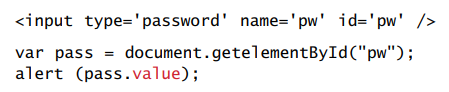 <input type='password' name='pw' id='pw' />
var pass = document.getelementById("pw");
alert (pass.value);